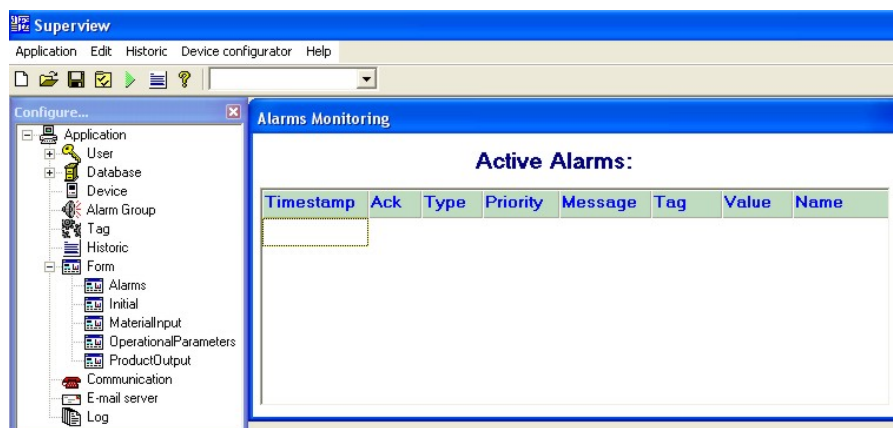 Superview
Application Edit Historic Device configurator Help
Configure...
Application
User
Database
Device
Alarm Group
Tag
Historic
Form
Alarms
Initial
MaterialInput
OperationalParameters
ProductOutput
Communication
E-mail server
Log
Alarms Monitoring
Active Alarms:
Timestamp Ack Type Priority Message Tag Value Name